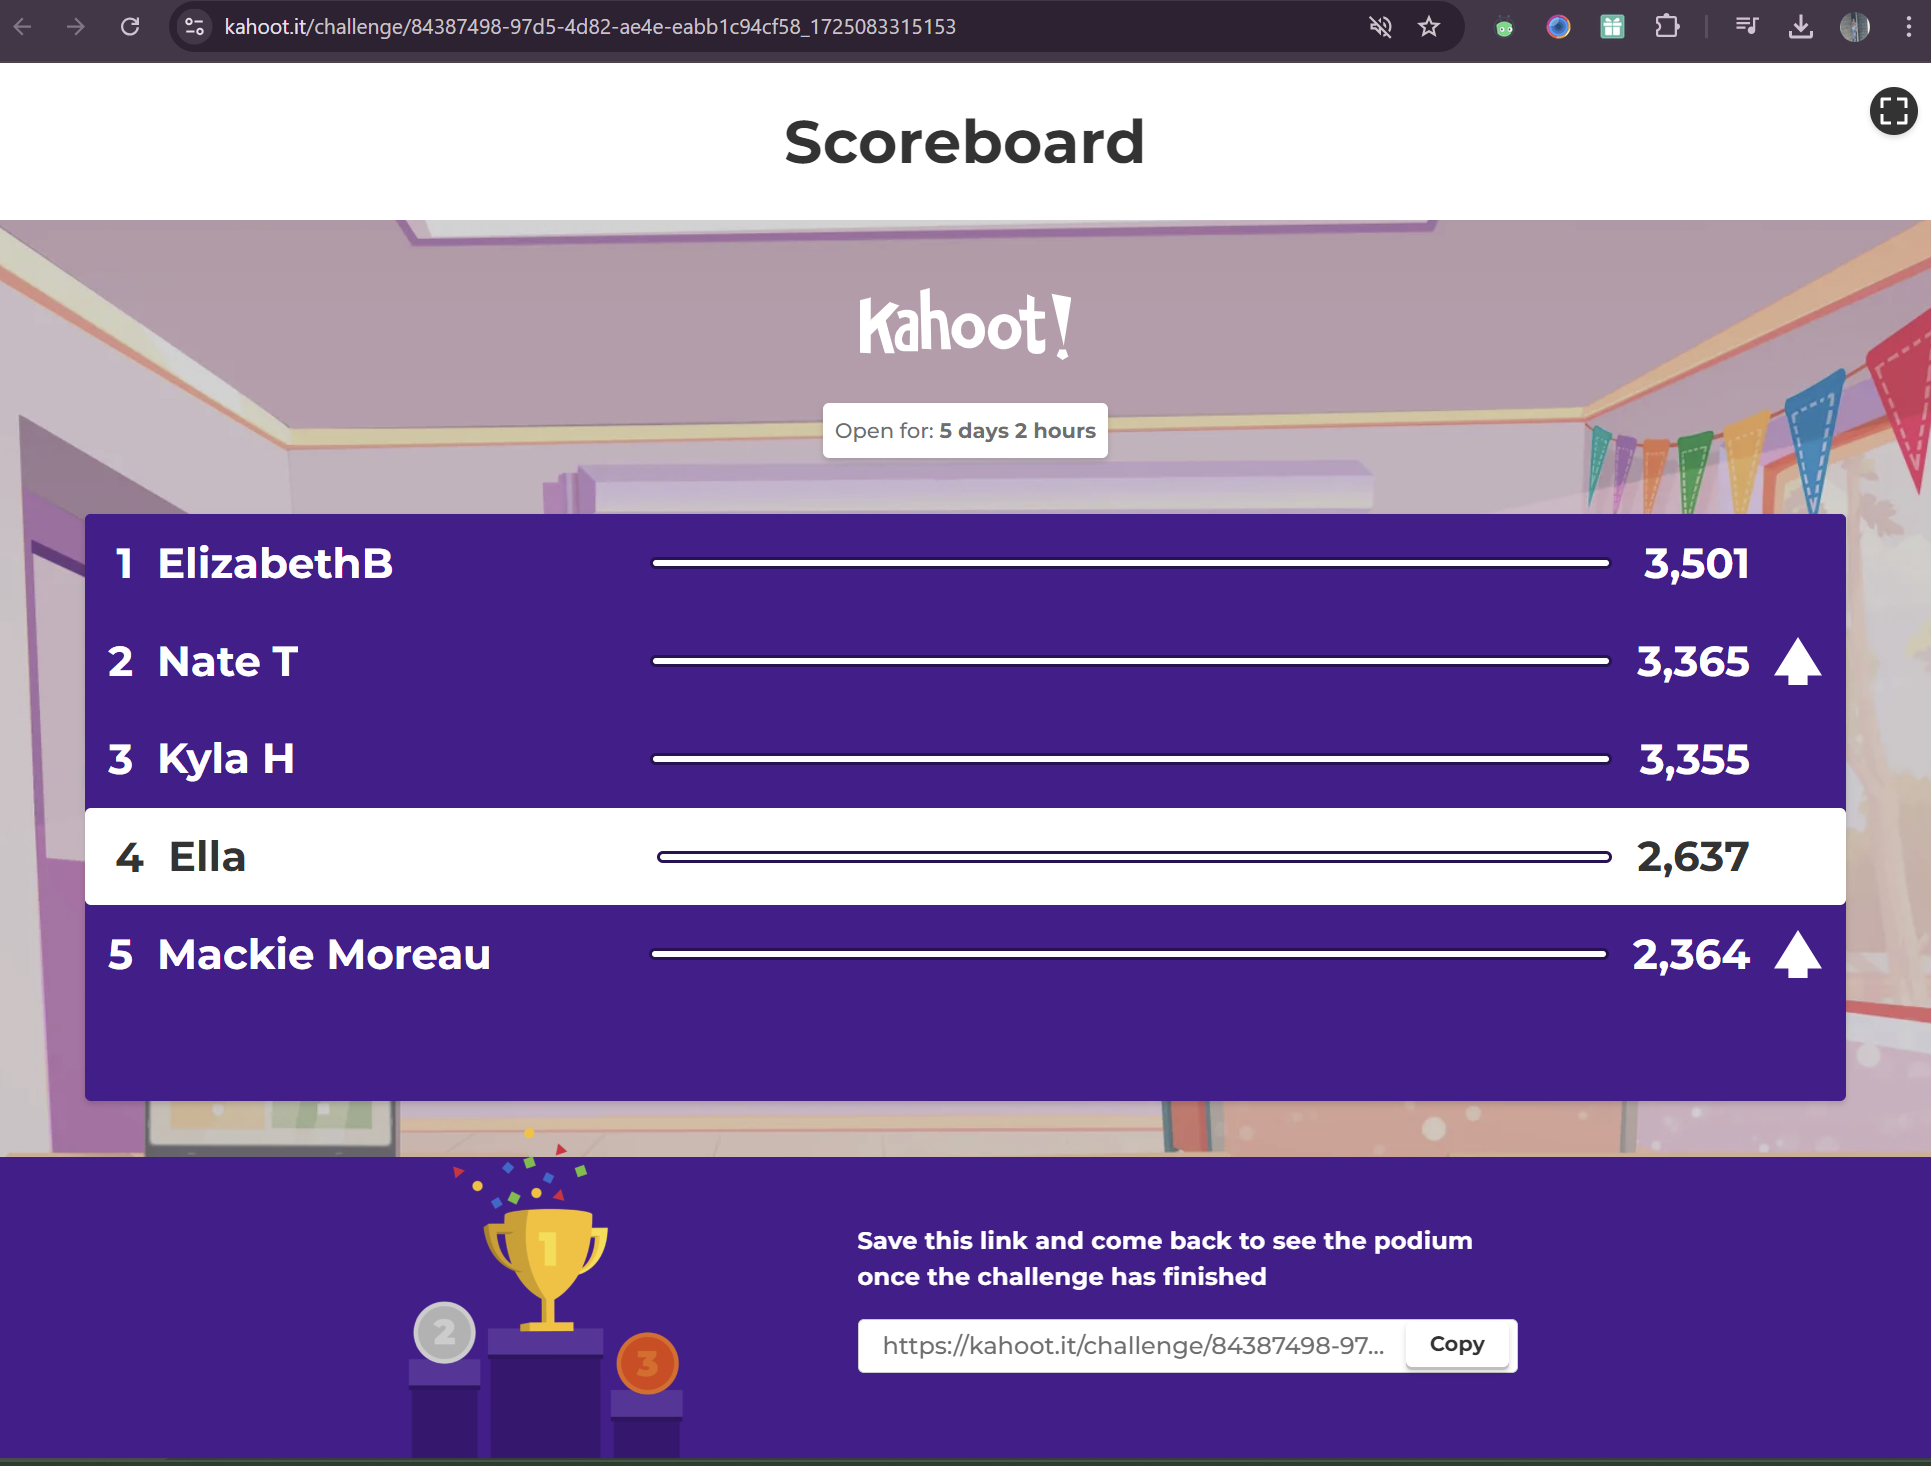 kahoot.it/challenge/84387498-97d5-4d82-ae4e-eabb1c94cf58_1725083315153
Scoreboard
Kahoot!
Open for: 5 days 2 hours
1 ElizabethB 3,501
2 Nate T 3,365
3 Kyla H 3,355
4 Ella 2,637
5 Mackie Moreau 2,364
1
2
3
Save this link and come back to see the podium
once the challenge has finished
https://kahoot.it/challenge/84387498-97... Copy